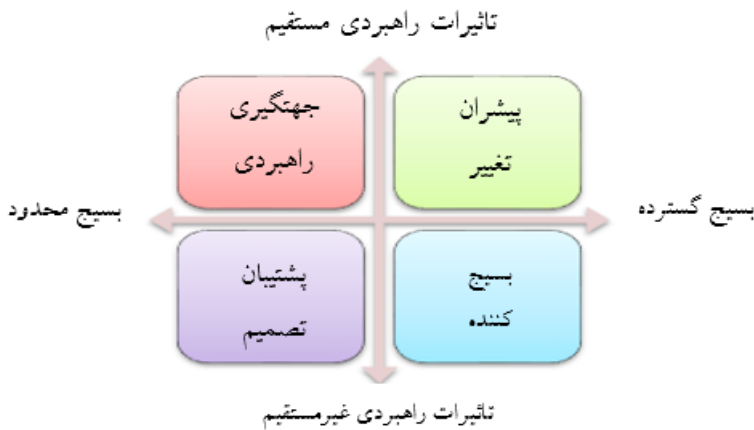 تاثیرات راهبردی مستقیم
پیشران
تغییر
جهتگیری
راهبردی
بسیج گسترده
بسیج محدود
بسیج
کننده
پشتیبان
تصمیم
تاثیرات راهبردی غیرمستقیم